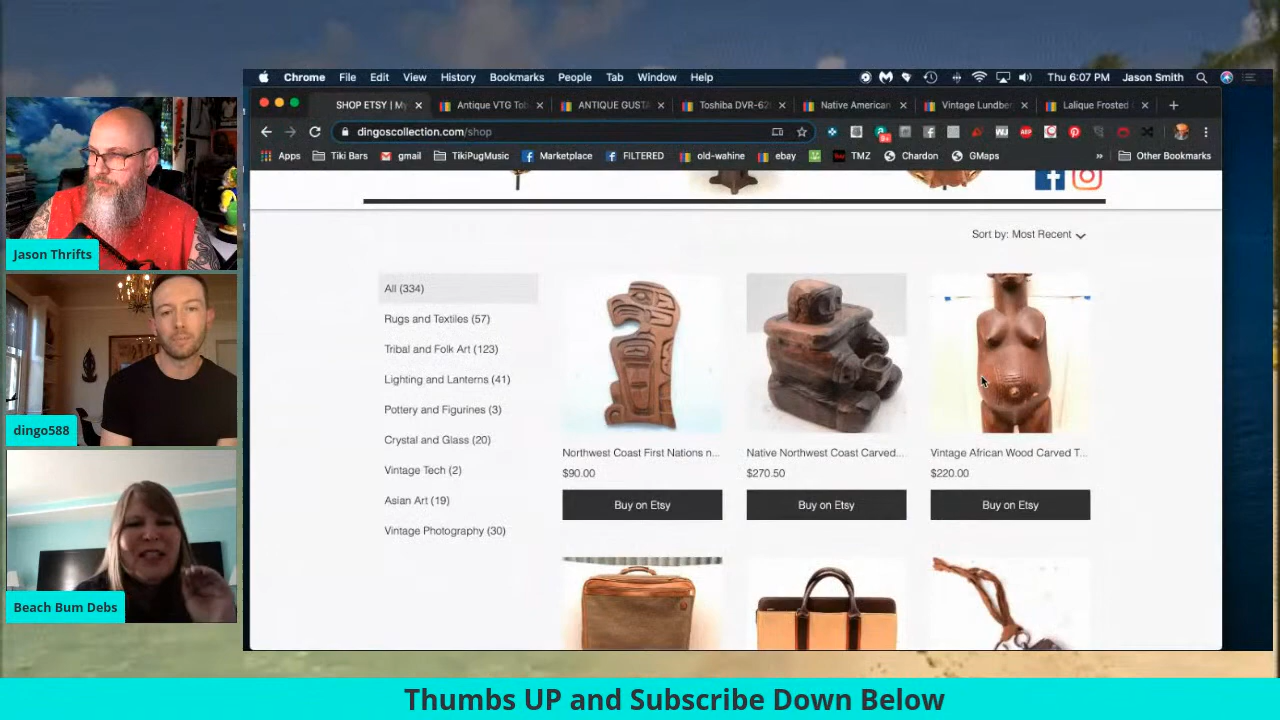 Chrome File Edit View History Bookmarks People Tab Window Help Thu 6:07 PM Jason Smith
SHOP ETSY | My Antique VTG Tob ANTIQUE GUSTA Toshiba DVR-62 Native American Vintage Lundber Lalique Frosted
dingoscollection.com/shop
Apps Tiki Bars gmail TikiPugMusic Marketplace FILTERED old-wahine ebay TMZ Chardon GMaps » Other Bookmarks
Sort by: Most Recent
All (334)
Rugs and Textiles (57)
Tribal and Folk Art (123)
Lighting and Lanterns (41)
Pottery and Figurines (3)
Crystal and Glass (20)
Vintage Tech (2)
Asian Art (19)
Vintage Photography (30)
Northwest Coast First Nations n... Native Northwest Coast Carved... Vintage African Wood Carved T...
$90.00 $270.50 $220.00
Buy on Etsy Buy on Etsy Buy on Etsy
Jason Thrifts
dingo588
Beach Bum Debs
Thumbs UP and Subscribe Down Below